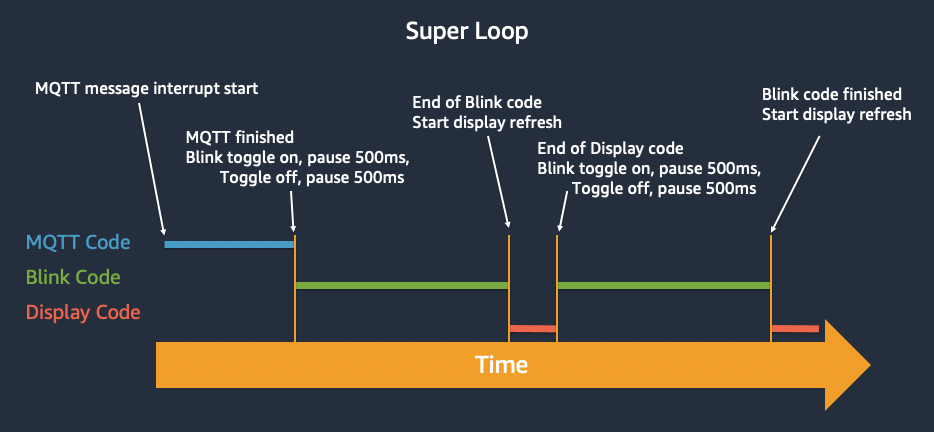 Super Loop
MQTT message interrupt start
MQTT finished
Blink toggle on, pause 500ms,
Toggle off, pause 500ms
End of Blink code
Start display refresh
End of Display code
Blink toggle on, pause 500ms,
Toggle off, pause 500ms
Blink code finished
Start display refresh
MQTT Code
Blink Code
Display Code
Time